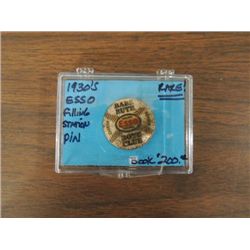 1930's
ESSO
Filling
STATION
PIN
RARE!
BABE
RUTH
Esso
BOYS
CLUB
Book $200.00